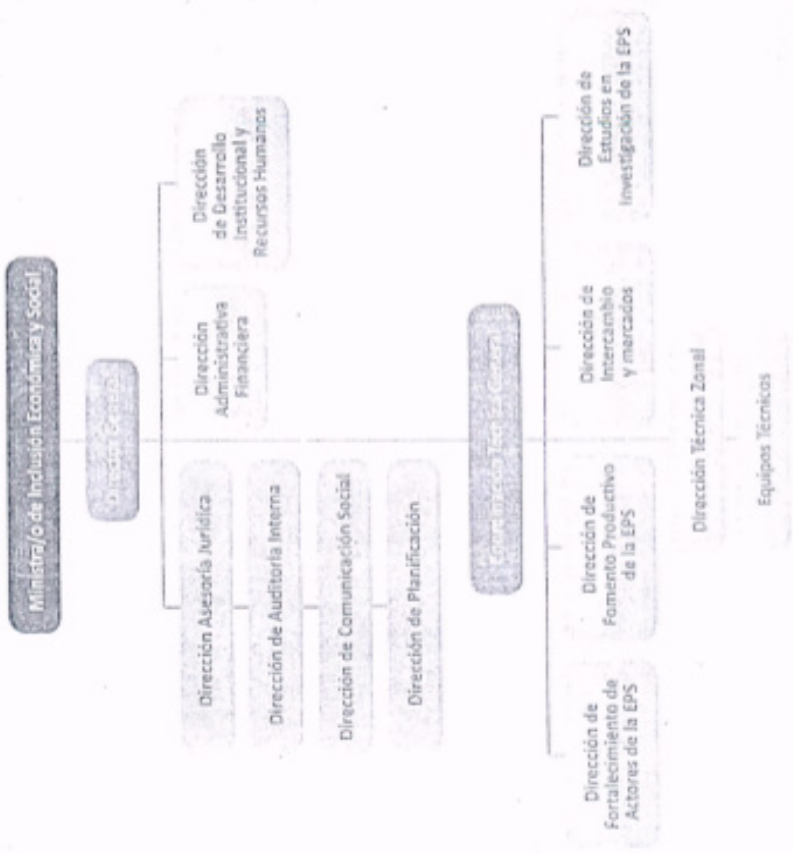 Ministra/o de Inclusión Económica y Social
Dirección Asesoría Jurídica
Dirección de Auditoría Interna
Dirección de Comunicación Social
Dirección de Planificación
Dirección
Administrativa
Financiera
Dirección
de Desarrollo
Institucional y
Recursos Humanos
Dirección de
Fortalecimiento de
Actores de la EPS
Dirección de
Fomento Productivo
de la EPS
Dirección de
Intercambio
y mercados
Dirección de
Estudios en
Investigación de la EPS
Dirección Técnica Zonal
Equipos Técnicos